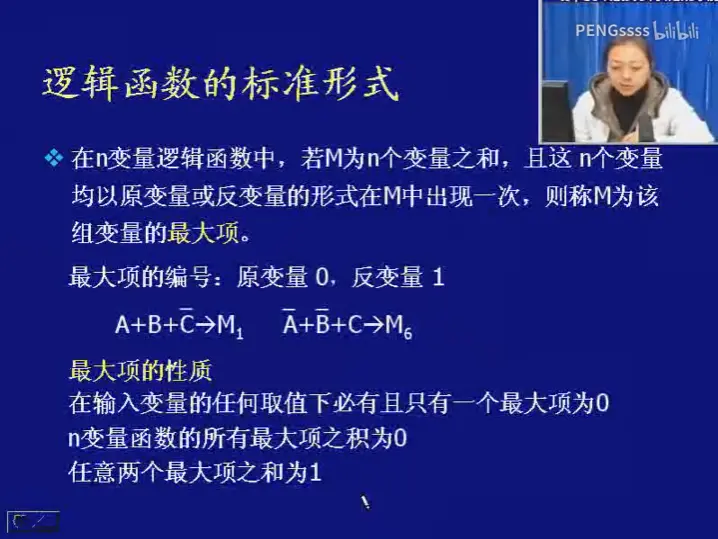 PENGssss bilibili
逻辑函数的标准形式
❖ 在n变量逻辑函数中，若M为n个变量之和，且这 n个变量
均以原变量或反变量的形式在M中出现一次，则称M为该
组变量的最大项。
最大项的编号：原变量 0，反变量 1
A+B+C̅→M₁ A̅+B̅+C→M₆
最大项的性质
在输入变量的任何取值下必有且只有一个最大项为0
n变量函数的所有最大项之积为0
任意两个最大项之和为1